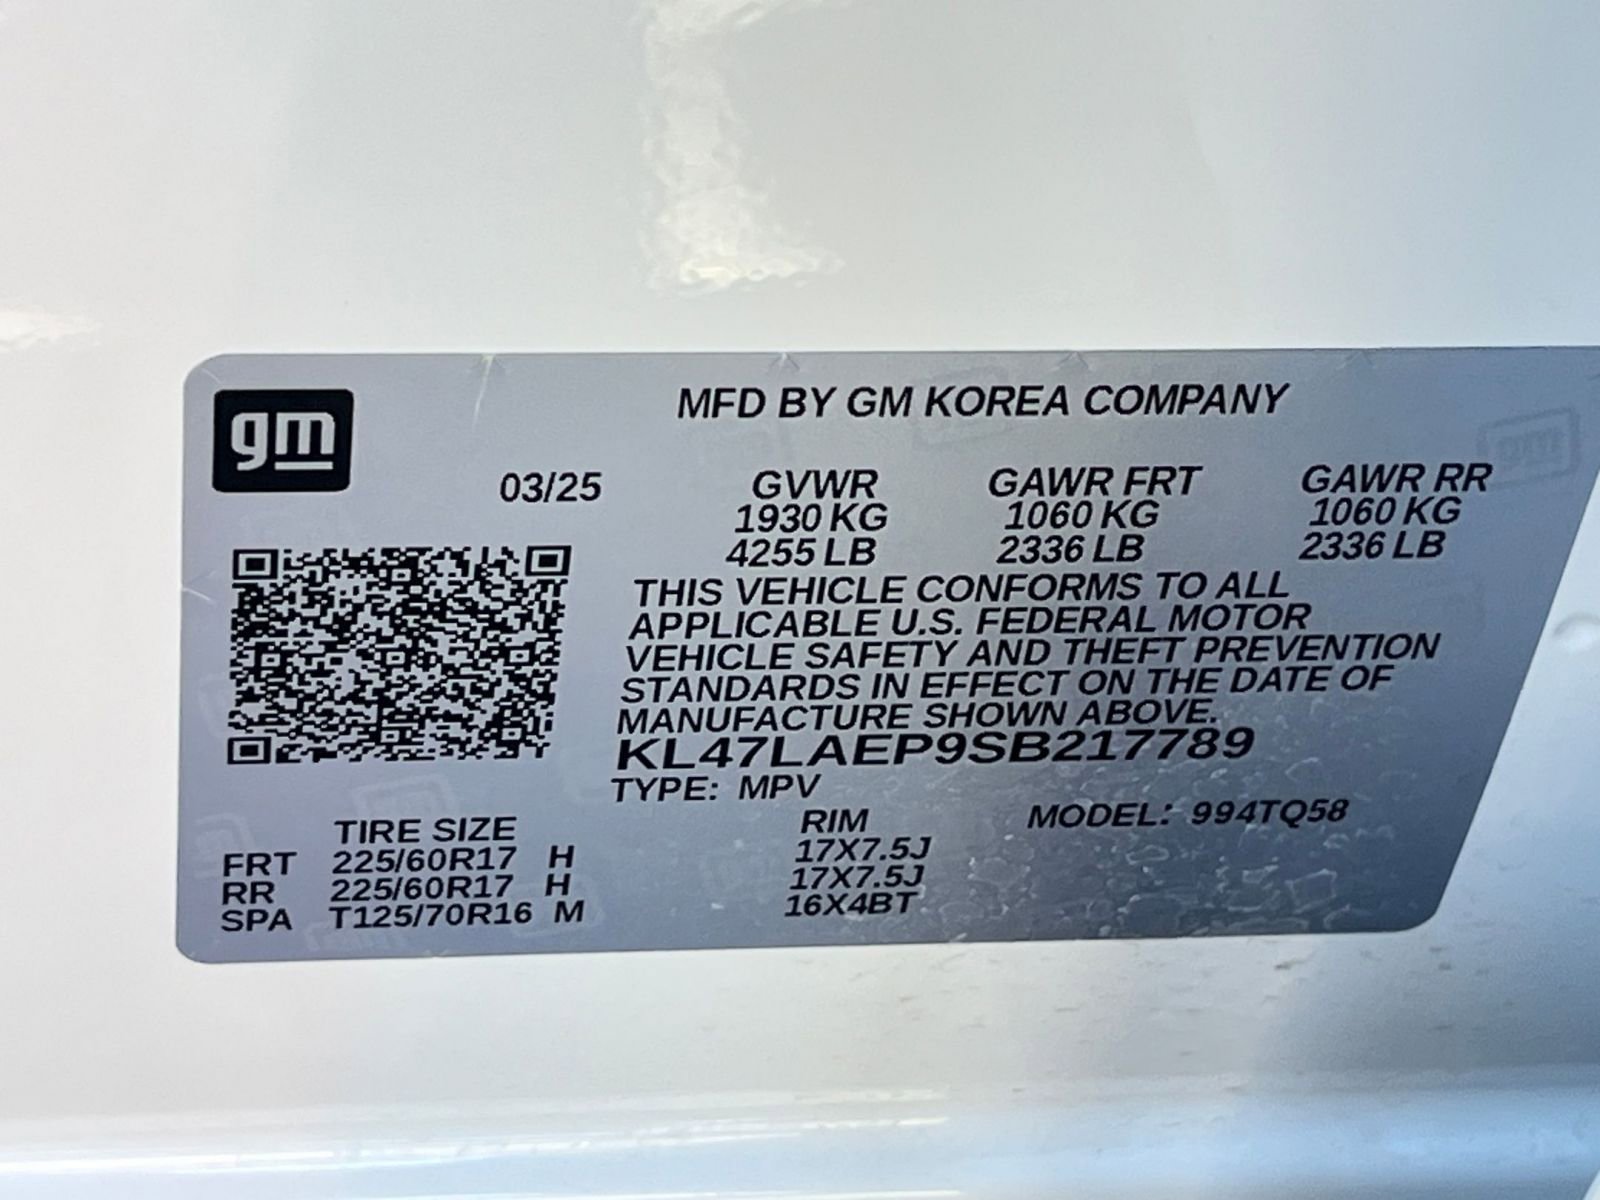 gm
MFD BY GM KOREA COMPANY
03/25 GVWR GAWR FRT GAWR RR
1930 KG 1060 KG 1060 KG
4255 LB 2336 LB 2336 LB
THIS VEHICLE CONFORMS TO ALL
APPLICABLE U.S. FEDERAL MOTOR
VEHICLE SAFETY AND THEFT PREVENTION
STANDARDS IN EFFECT ON THE DATE OF
MANUFACTURE SHOWN ABOVE.
KL47LAEP9SB217789
TYPE: MPV
TIRE SIZE RIM MODEL: 994TQ58
FRT 225/60R17 H 17X7.5J
RR 225/60R17 H 17X7.5J
SPA T125/70R16 M 16X4BT